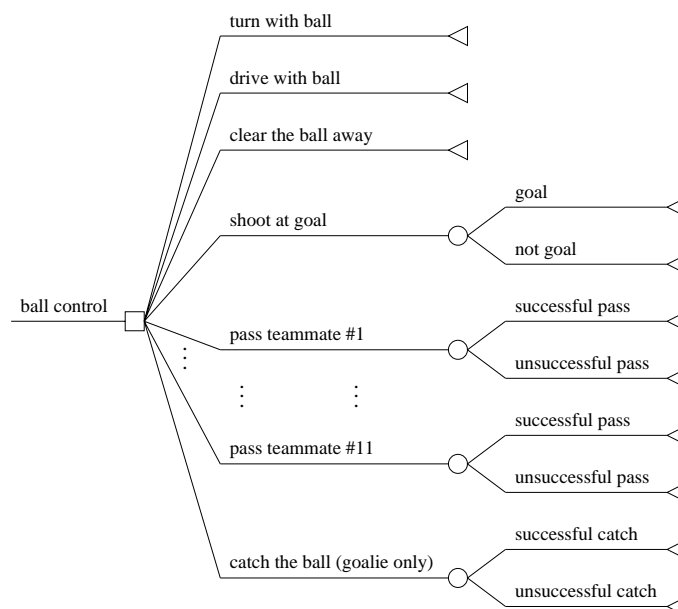 turn with ball
drive with ball
clear the ball away
goal
shoot at goal
not goal
ball control
successful pass
pass teammate #1
unsuccessful pass
successful pass
pass teammate #11
unsuccessful pass
successful catch
catch the ball (goalie only)
unsuccessful catch